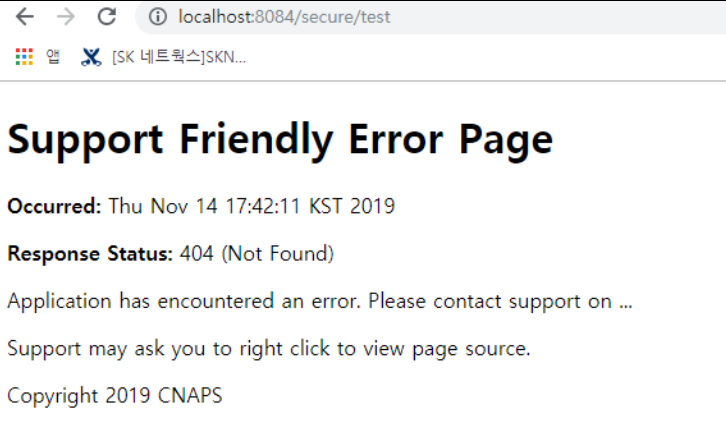 localhost:8084/secure/test
앱 [SK 네트웍스]SKN...
Support Friendly Error Page
Occurred: Thu Nov 14 17:42:11 KST 2019
Response Status: 404 (Not Found)
Application has encountered an error. Please contact support on ...
Support may ask you to right click to view page source.
Copyright 2019 CNAPS